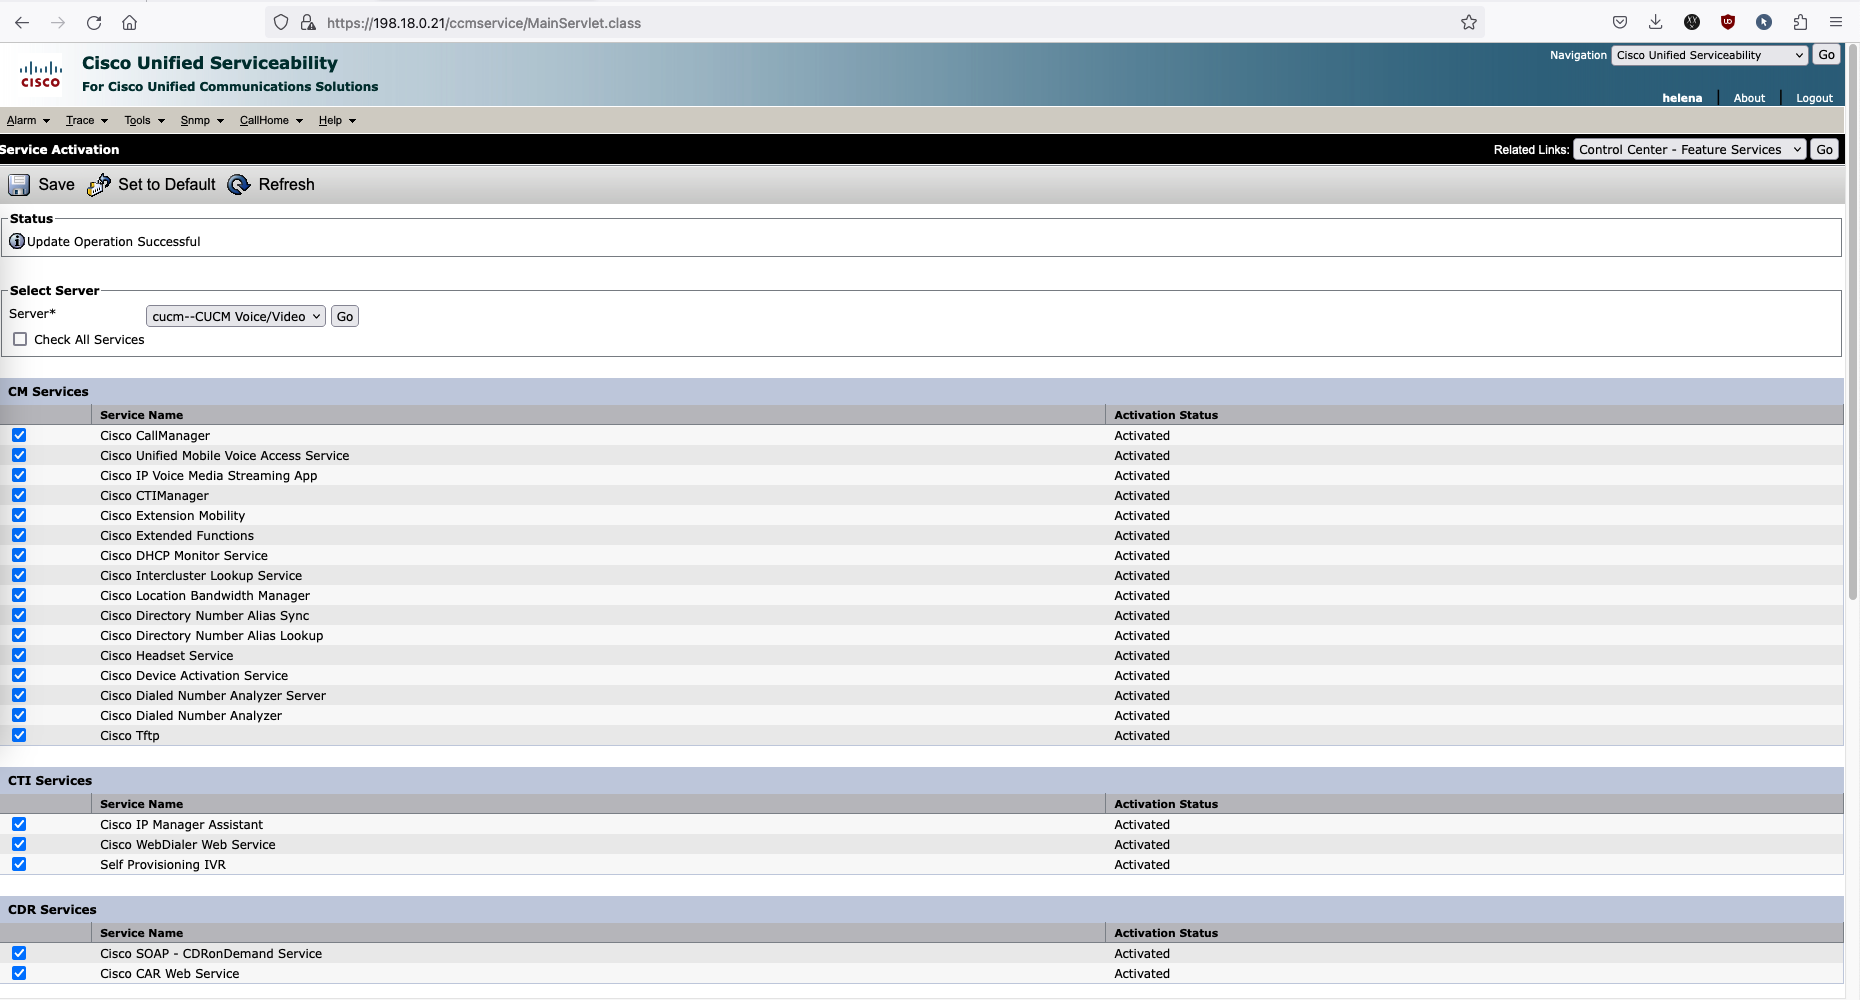 https://198.18.0.21/ccmservice/MainServlet.class
Cisco Unified Serviceability
For Cisco Unified Communications Solutions
CISCO
Navigation Cisco Unified Serviceability Go
helena | About | Logout
Alarm Trace Tools Snmp CallHome Help
Service Activation
Related Links: Control Center - Feature Services Go
Save Set to Default Refresh
Status
Update Operation Successful
Select Server
Server* cucm--CUCM Voice/Video Go
Check All Services
CM Services
Service Name Activation Status
Cisco CallManager Activated
Cisco Unified Mobile Voice Access Service Activated
Cisco IP Voice Media Streaming App Activated
Cisco CTIManager Activated
Cisco Extension Mobility Activated
Cisco Extended Functions Activated
Cisco DHCP Monitor Service Activated
Cisco Intercluster Lookup Service Activated
Cisco Location Bandwidth Manager Activated
Cisco Directory Number Alias Sync Activated
Cisco Directory Number Alias Lookup Activated
Cisco Headset Service Activated
Cisco Device Activation Service Activated
Cisco Dialed Number Analyzer Server Activated
Cisco Dialed Number Analyzer Activated
Cisco Tftp Activated
CTI Services
Service Name Activation Status
Cisco IP Manager Assistant Activated
Cisco WebDialer Web Service Activated
Self Provisioning IVR Activated
CDR Services
Service Name Activation Status
Cisco SOAP - CDRonDemand Service Activated
Cisco CAR Web Service Activated